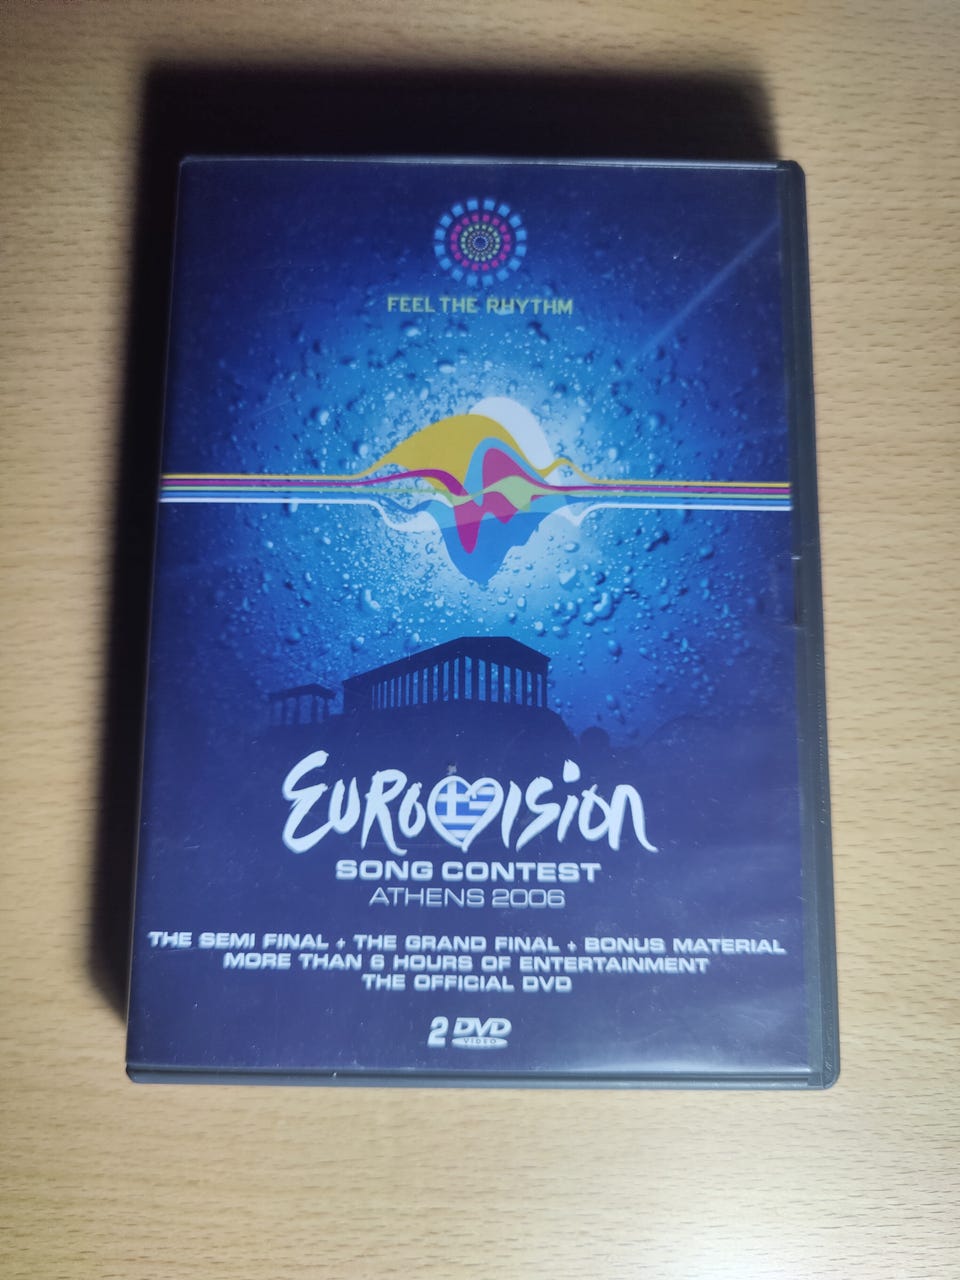 FEEL THE RHYTHM
EUROVISION
SONG CONTEST
ATHENS 2006
THE SEMI FINAL + THE GRAND FINAL + BONUS MATERIAL
MORE THAN 6 HOURS OF ENTERTAINMENT
THE OFFICIAL DVD
2 DVD
VIDEO